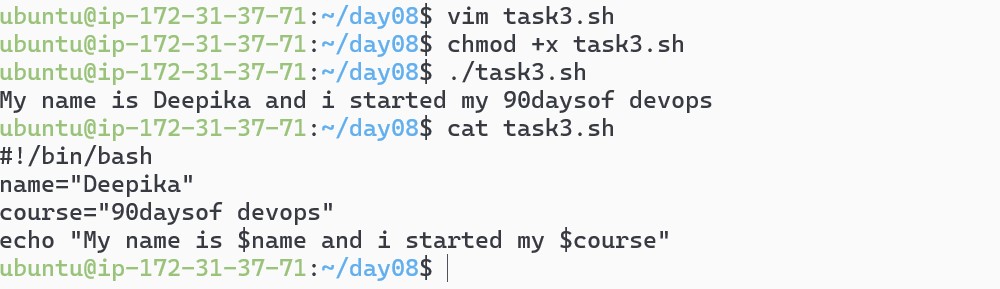 ubuntu@ip-172-31-37-71:~/day08$ vim task3.sh
ubuntu@ip-172-31-37-71:~/day08$ chmod +x task3.sh
ubuntu@ip-172-31-37-71:~/day08$ ./task3.sh
My name is Deepika and i started my 90daysof devops
ubuntu@ip-172-31-37-71:~/day08$ cat task3.sh
#!/bin/bash
name="Deepika"
course="90daysof devops"
echo "My name is $name and i started my $course"
ubuntu@ip-172-31-37-71:~/day08$